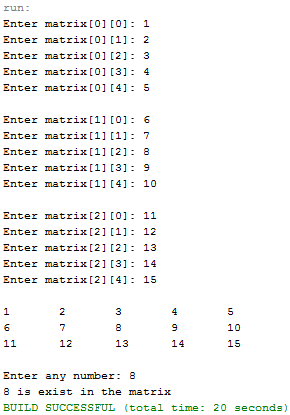 run:
Enter matrix[0][0]: 1
Enter matrix[0][1]: 2
Enter matrix[0][2]: 3
Enter matrix[0][3]: 4
Enter matrix[0][4]: 5
Enter matrix[1][0]: 6
Enter matrix[1][1]: 7
Enter matrix[1][2]: 8
Enter matrix[1][3]: 9
Enter matrix[1][4]: 10
Enter matrix[2][0]: 11
Enter matrix[2][1]: 12
Enter matrix[2][2]: 13
Enter matrix[2][3]: 14
Enter matrix[2][4]: 15
1 2 3 4 5
6 7 8 9 10
11 12 13 14 15
Enter any number: 8
8 is exist in the matrix
BUILD SUCCESSFUL (total time: 20 seconds)